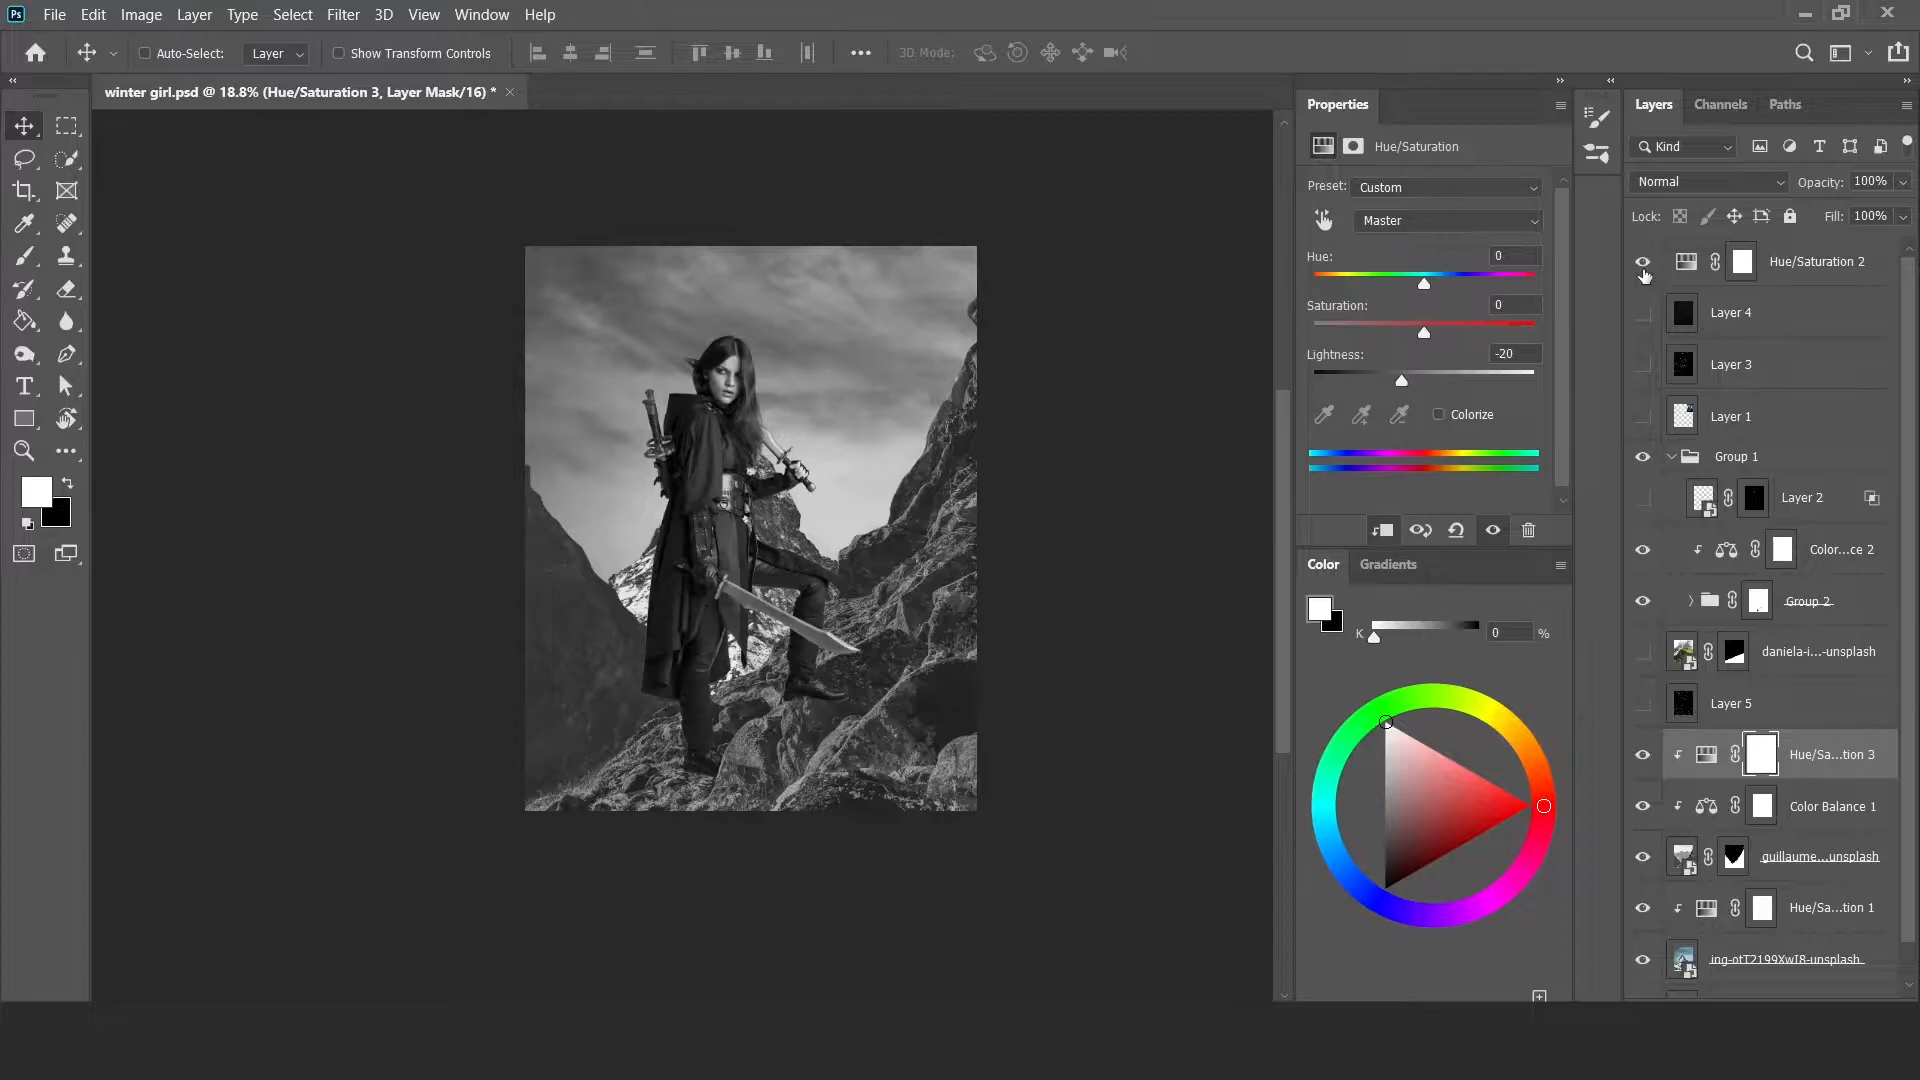 Ps File Edit Image Layer Type Select Filter 3D View Window Help
Auto-Select: Layer Show Transform Controls 3D Mode:
winter girl.psd @ 18.8% (Hue/Saturation 3, Layer Mask/16) *
Properties
Hue/Saturation
Preset: Custom
Master
Hue: 0
Saturation: 0
Lightness: -20
Colorize
Color Gradients
K 0 %
Layers Channels Paths
Kind
Normal Opacity: 100%
Lock: Fill: 100%
Hue/Saturation 2
Layer 4
Layer 3
Layer 1
Group 1
Layer 2
Color...ce 2
Group 2
daniela-i...-unsplash
Layer 5
Hue/Sa...tion 3
Color Balance 1
guillaume...unsplash
Hue/Sa...tion 1
ing-otT2199XwI8-unsplash